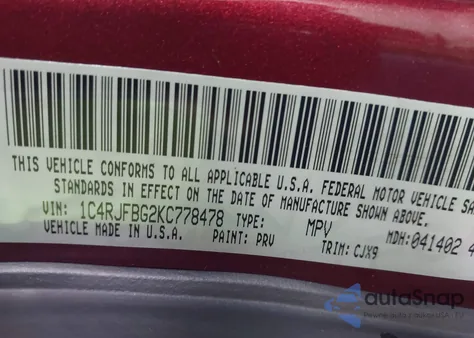 THIS VEHICLE CONFORMS TO ALL APPLICABLE U.S.A. FEDERAL MOTOR VEHICLE SA
STANDARDS IN EFFECT ON THE DATE OF MANUFACTURE SHOWN ABOVE.
VIN: 1C4RJFBG2KC778478 TYPE: MPV MDH: 041402 4
VEHICLE MADE IN U.S.A. PAINT: PRV TRIM: CJX9
autoSnap